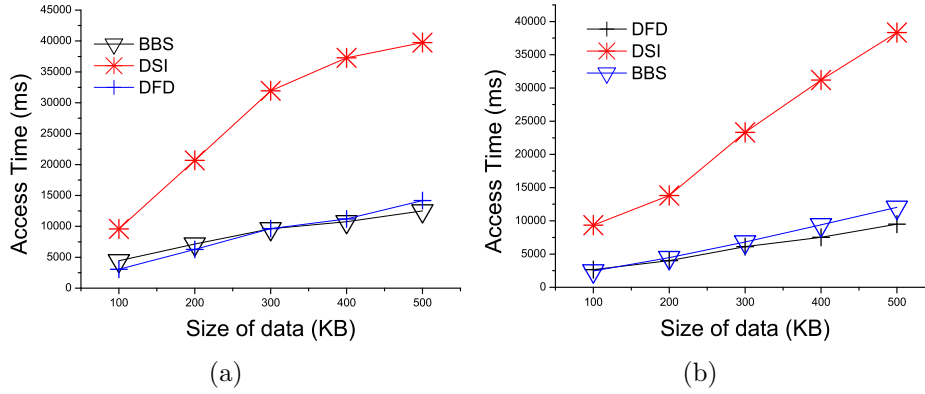 BBS
DSI
DFD
Access Time (ms)
45000
40000
35000
30000
25000
20000
15000
10000
5000
0
100 200 300 400 500
Size of data (KB)
(a)
DFD
DSI
BBS
Access Time (ms)
40000
35000
30000
25000
20000
15000
10000
5000
0
100 200 300 400 500
Size of data (KB)
(b)